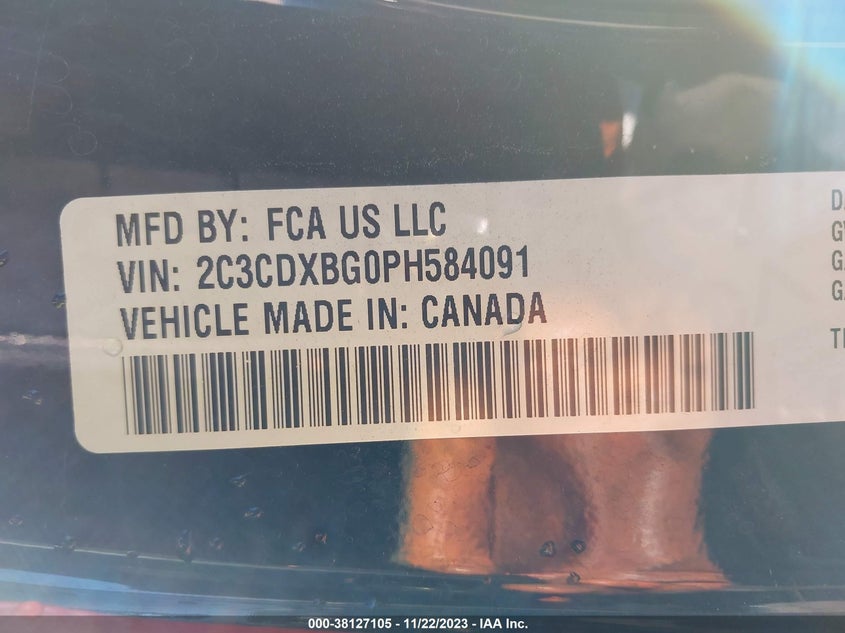 MFD BY: FCA US LLC
VIN: 2C3CDXBG0PH584091
VEHICLE MADE IN: CANADA
000-38127105 - 11/22/2023 - IAA Inc.